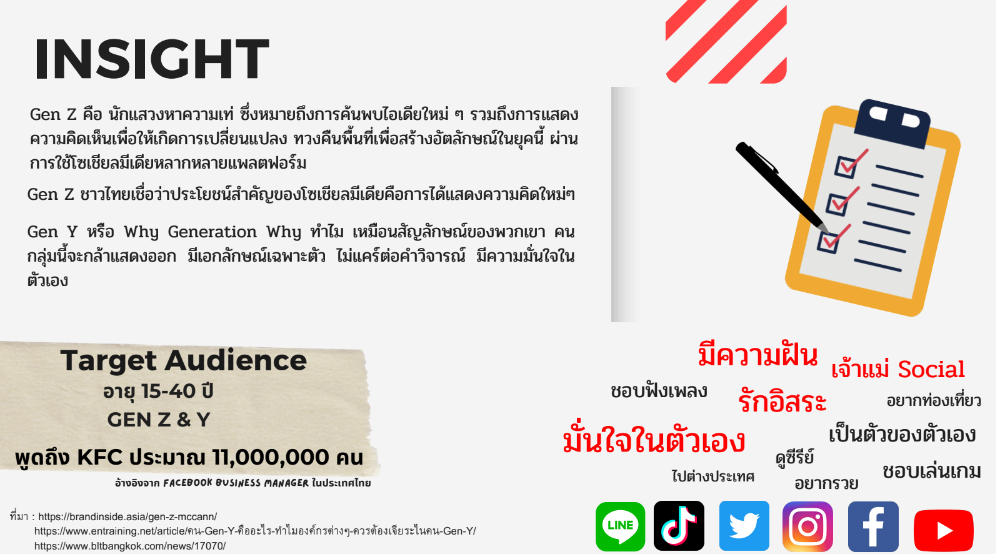 INSIGHT
Gen Z คือ นักแสวงหาความเท่ ซึ่งหมายถึงการค้นพบไอเดียใหม่ ๆ รวมถึงการแสดง
ความคิดเห็นเพื่อให้เกิดการเปลี่ยนแปลง ทวงคืนพื้นที่เพื่อสร้างอัตลักษณ์ในยุคนี้ ผ่าน
การใช้โซเชียลมีเดียหลากหลายแพลตฟอร์ม
Gen Z ชาวไทยเชื่อว่าประโยชน์สำคัญของโซเชียลมีเดียคือการได้แสดงความคิดใหม่ๆ
Gen Y หรือ Why Generation Why ทำไม เหมือนสัญลักษณ์ของพวกเขา คน
กลุ่มนี้จะกล้าแสดงออก มีเอกลักษณ์เฉพาะตัว ไม่แคร์ต่อคำวิจารณ์ มีความมั่นใจใน
ตัวเอง
Target Audience
อายุ 15-40 ปี
GEN Z & Y
พูดถึง KFC ประมาณ 11,000,000 คน
อ้างอิงจาก FACEBOOK BUSINESS MANAGER ในประเทศไทย
มีความฝัน
เจ้าแม่ Social
ชอบฟังเพลง
รักอิสระ
อยากท่องเที่ยว
มั่นใจในตัวเอง
เป็นตัวของตัวเอง
ดูซีรีย์
ชอบเล่นเกม
ไปต่างประเทศ
อยากรวย
LINE
ที่มา : https://brandinside.asia/gen-z-mccann/
https://www.entraining.net/article/คน-Gen-Y-คืออะไร-ทำไมองค์กรต่างๆ-ควรต้องเจียระไนคน-Gen-Y/
https://www.bltbangkok.com/news/17070/